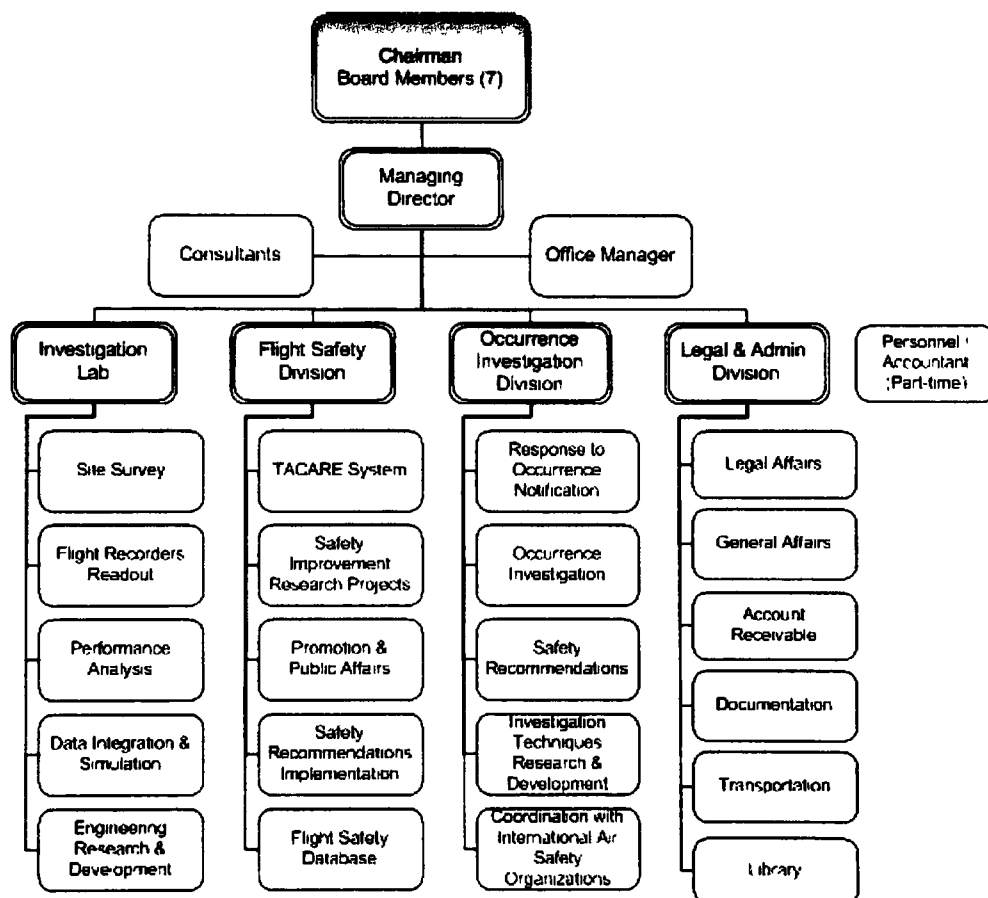 Chairman
Board Members (7)
Managing
Director
Consultants
Office Manager
Investigation
Lab
Flight Safety
Division
Occurrence
Investigation
Division
Legal & Admin
Division
Personnel
Accountant
(Part-time)
Site Survey
Flight Recorders
Readout
Performance
Analysis
Data Integration &
Simulation
Engineering
Research &
Development
TACARE System
Safety
Improvement
Research Projects
Promotion &
Public Affairs
Safety
Recommendations
Implementation
Flight Safety
Database
Response to
Occurrence
Notification
Occurrence
Investigation
Safety
Recommendations
Investigation
Techniques
Research &
Development
Coordination with
International Air
Safety
Organizations
Legal Affairs
General Affairs
Account
Receivable
Documentation
Transportation
Library